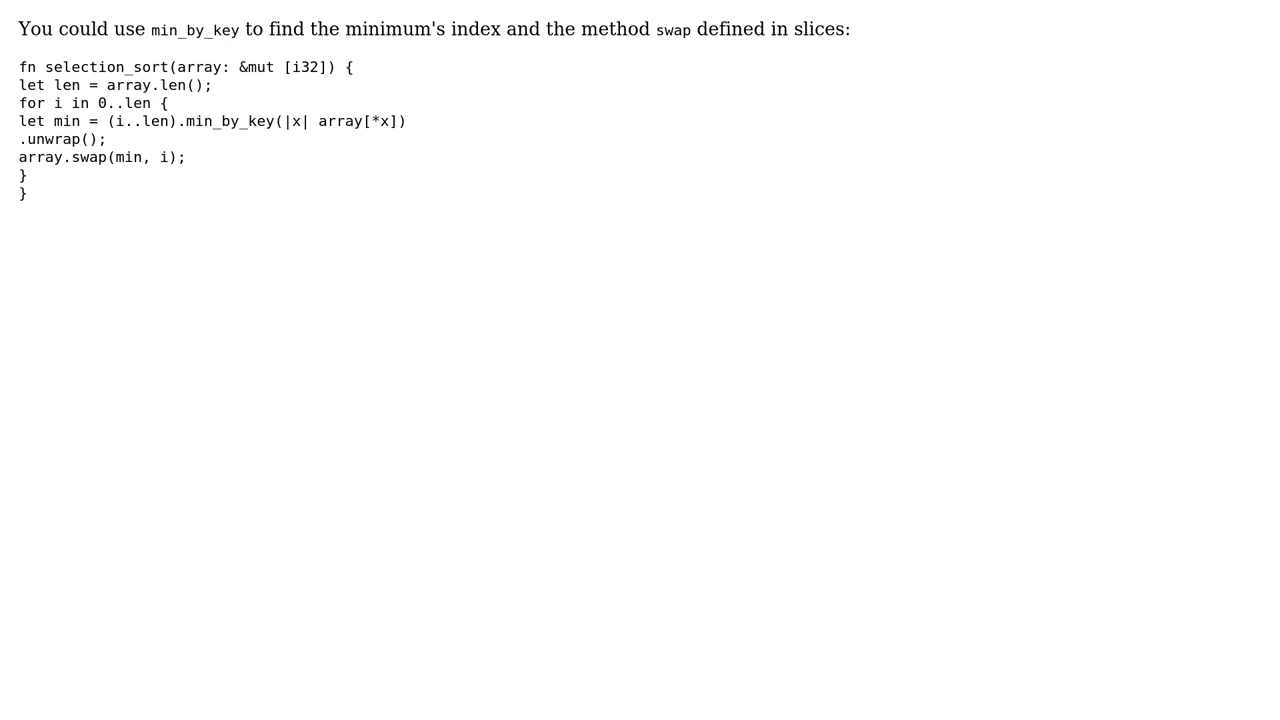 You could use min_by_key to find the minimum's index and the method swap defined in slices:
fn selection_sort(array: &mut [i32]) {
let len = array.len();
for i in 0..len {
let min = (i..len).min_by_key(|x| array[*x])
.unwrap();
array.swap(min, i);
}
}